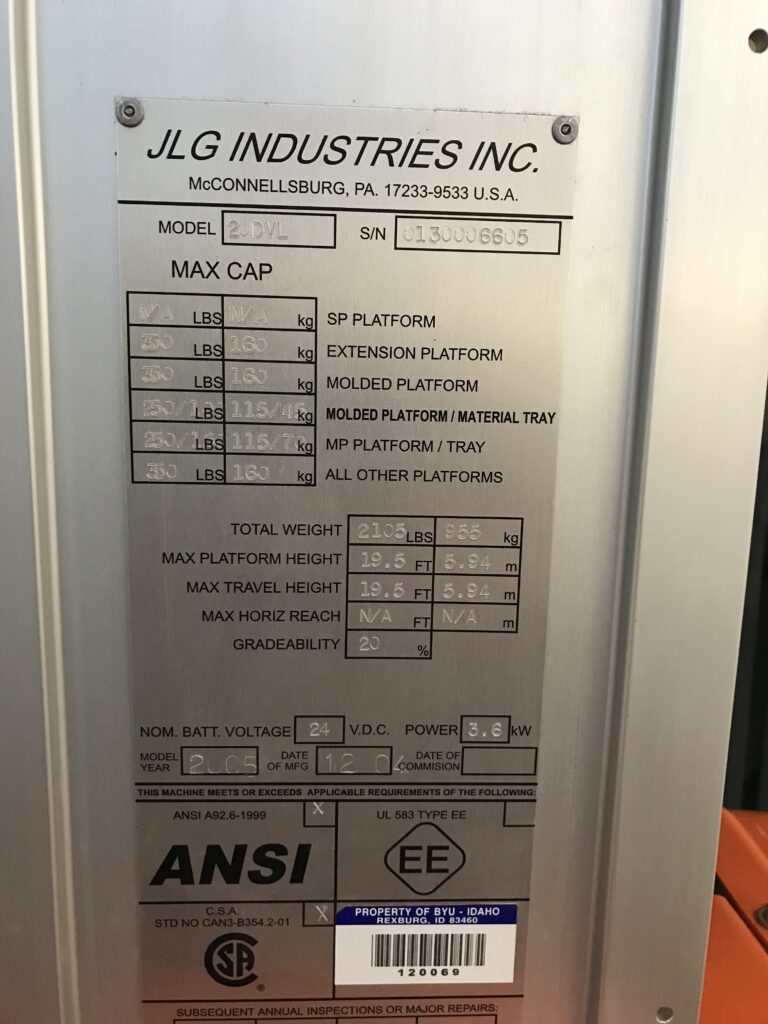 JLG INDUSTRIES INC.
McCONNELLSBURG, PA. 17233-9533 U.S.A.
MODEL 20DVL S/N 0130006605
MAX CAP
N/A LBS N/A kg SP PLATFORM
350 LBS 160 kg EXTENSION PLATFORM
350 LBS 160 kg MOLDED PLATFORM
LBS 115/45 kg MOLDED PLATFORM / MATERIAL TRAY
LBS 115/70 kg MP PLATFORM / TRAY
350 LBS 160 kg ALL OTHER PLATFORMS
TOTAL WEIGHT 2105 LBS 955 kg
MAX PLATFORM HEIGHT 19.5 FT 5.94 m
MAX TRAVEL HEIGHT 19.5 FT 5.94 m
MAX HORIZ REACH N/A FT N/A m
GRADEABILITY 20 %
NOM. BATT. VOLTAGE 24 V.D.C. POWER 3.6 kW
MODEL YEAR 2005 DATE OF MFG 12 04 DATE OF COMMISION
THIS MACHINE MEETS OR EXCEEDS APPLICABLE REQUIREMENTS OF THE FOLLOWING:
ANSI A92.6-1999 X UL 583 TYPE EE
ANSI EE
C.S.A. X
STD NO CAN3-B354.2-01
SA ®
PROPERTY OF BYU - IDAHO
REXBURG, ID 83460
120069
SUBSEQUENT ANNUAL INSPECTIONS OR MAJOR REPAIRS: